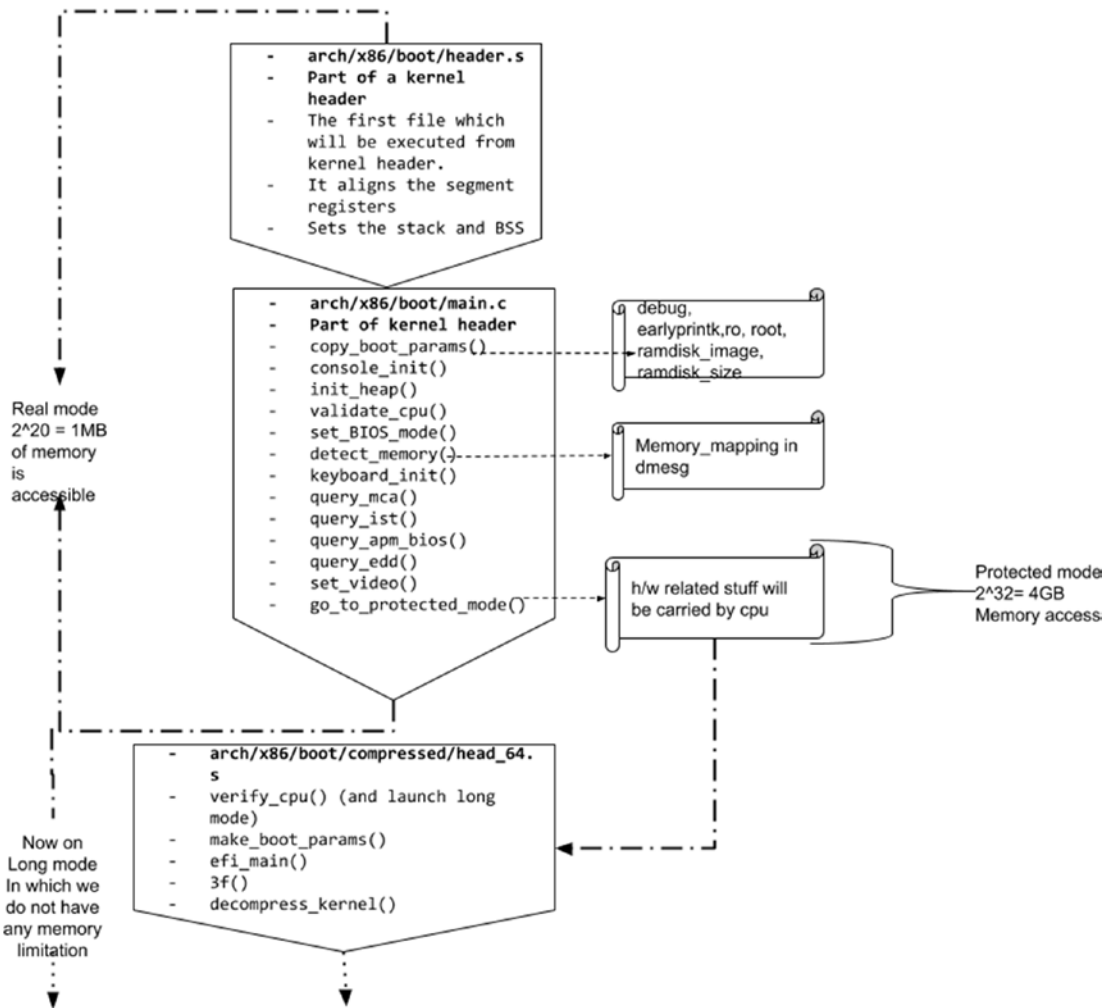 - arch/x86/boot/header.s
- Part of a kernel
header
- The first file which
will be executed from
kernel header.
- It aligns the segment
registers
- Sets the stack and BSS
- arch/x86/boot/main.c
- Part of kernel header
- copy_boot_params()
- console_init()
- init_heap()
- validate_cpu()
- set_BIOS_mode()
- detect_memory()
- keyboard_init()
- query_mca()
- query_ist()
- query_apm_bios()
- query_edd()
- set_video()
- go_to_protected_mode()
debug,
earlyprintk,ro, root,
ramdisk_image,
ramdisk_size
Memory_mapping in
dmesg
h/w related stuff will
be carried by cpu
Protected mode
2^32= 4GB
Memory access
Real mode
2^20 = 1MB
of memory
is
accessible
- arch/x86/boot/compressed/head_64.
s
- verify_cpu() (and launch long
mode)
- make_boot_params()
- efi_main()
- 3f()
- decompress_kernel()
Now on
Long mode
In which we
do not have
any memory
limitation